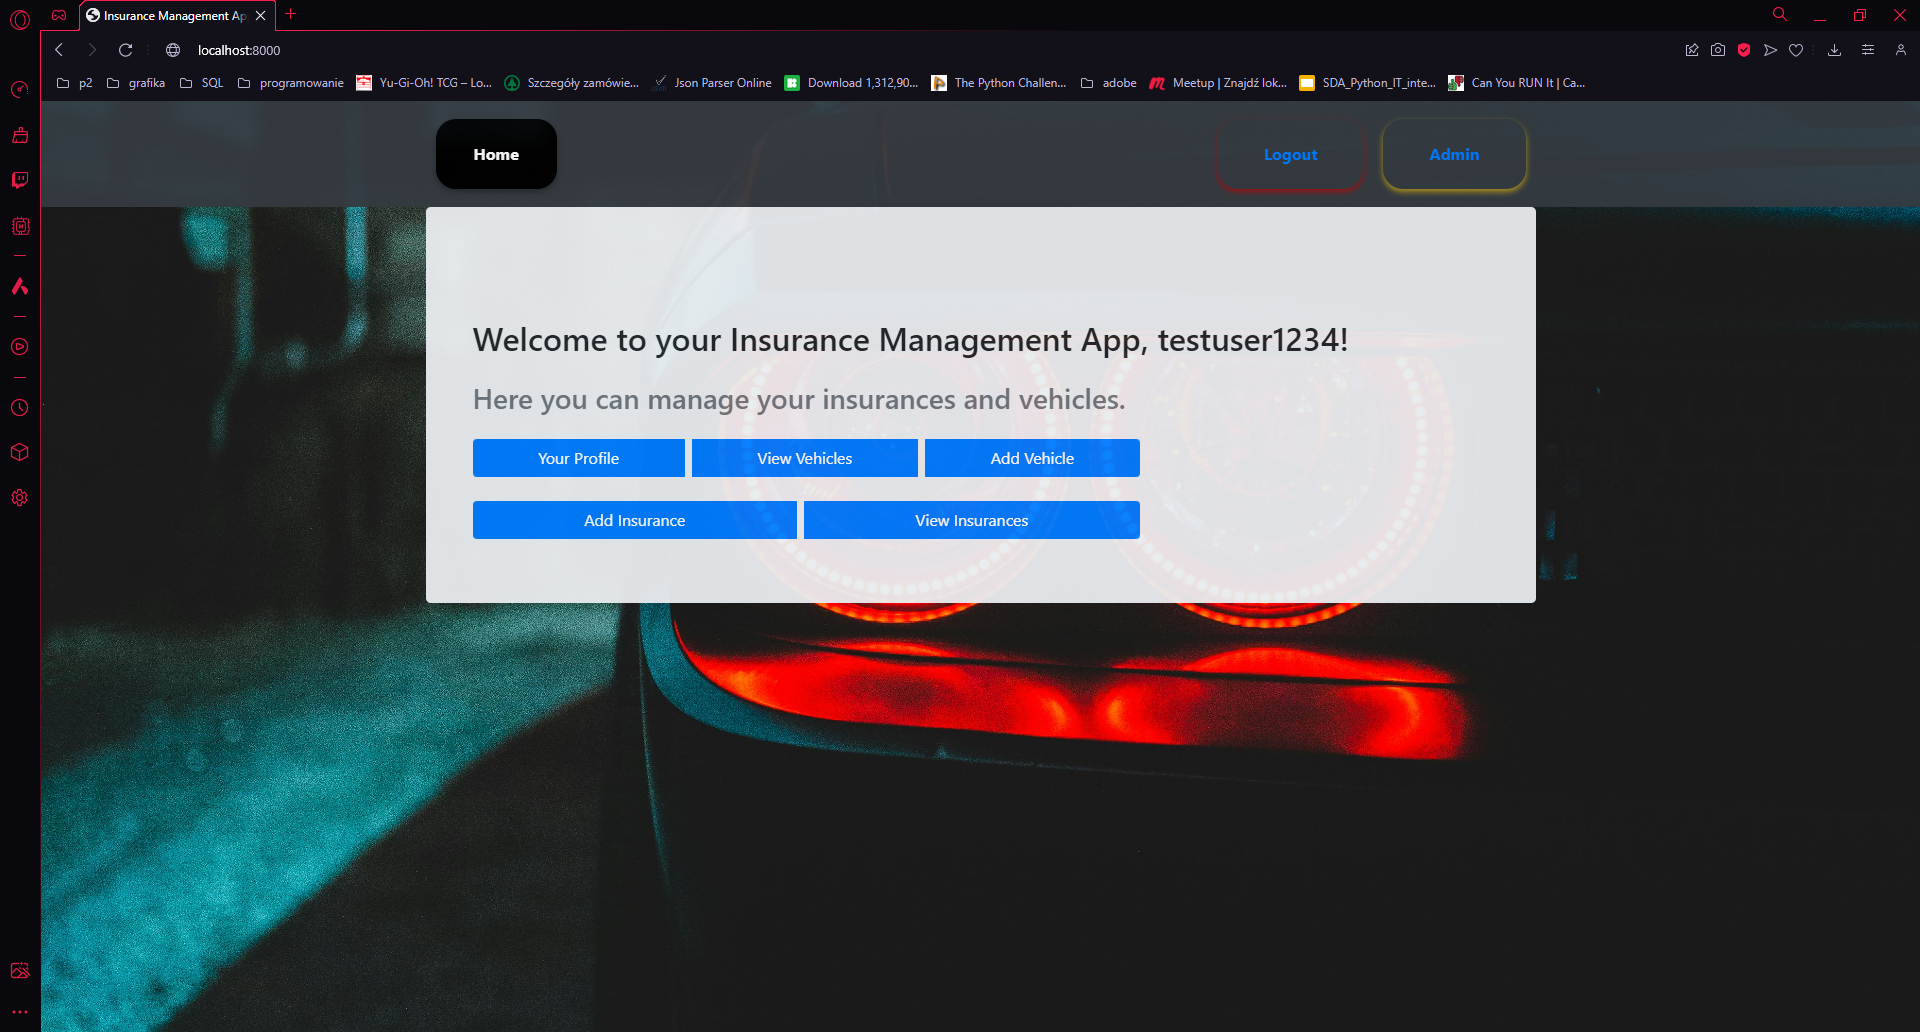 Insurance Management Ap
localhost:8000
p2 grafika SQL programowanie Yu-Gi-Oh! TCG – Lo... Szczegóły zamówie... Json Parser Online Download 1,312,90... The Python Challen... adobe Meetup | Znajdź lok... SDA_Python_IT_inte... Can You RUN It | Ca...
Home Logout Admin
Welcome to your Insurance Management App, testuser1234!
Here you can manage your insurances and vehicles.
Your Profile View Vehicles Add Vehicle
Add Insurance View Insurances